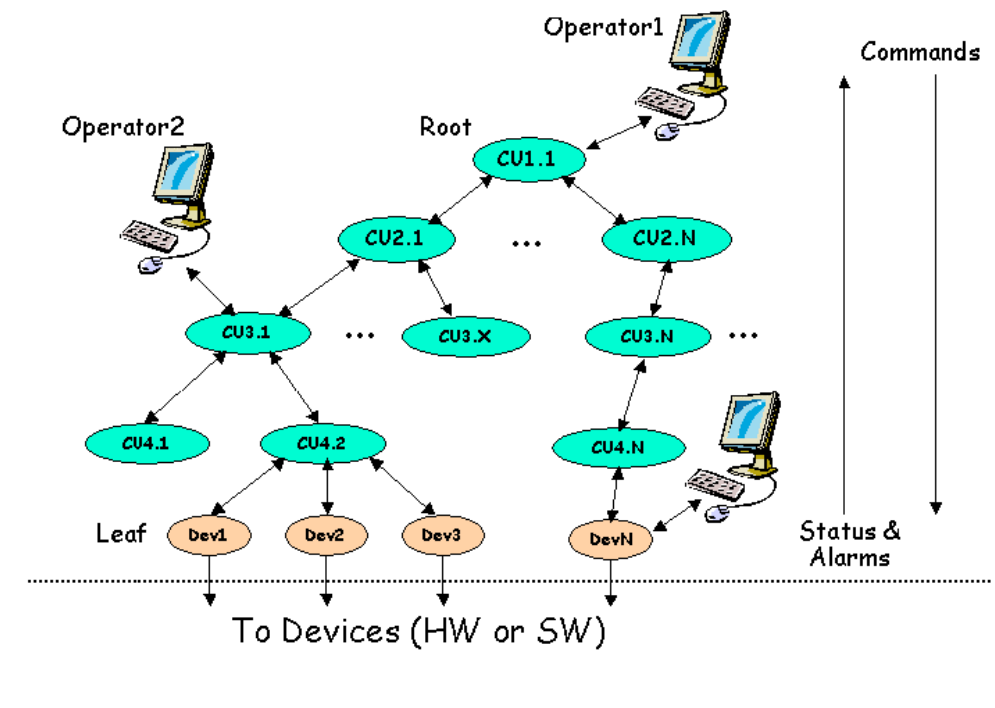 Operator1
Commands
Operator2
Root
CU1.1
CU2.1
...
CU2.N
CU3.1
...
CU3.X
CU3.N
...
CU4.1
CU4.2
CU4.N
Leaf
Dev1
Dev2
Dev3
DevN
Status &
Alarms
To Devices (HW or SW)